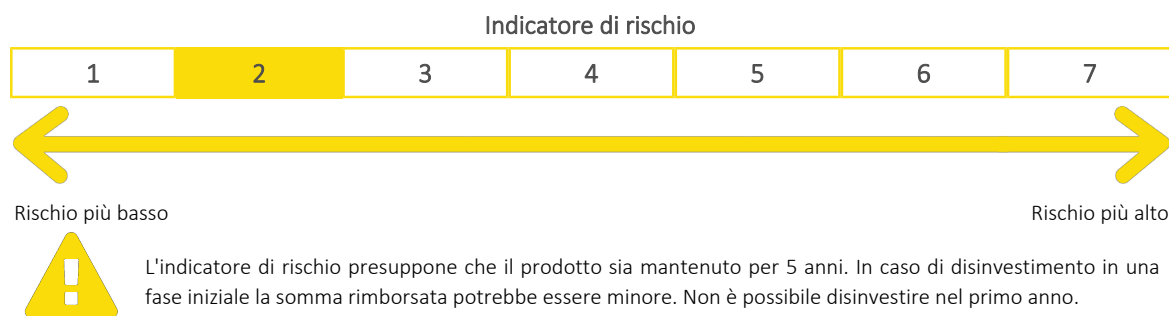 Indicatore di rischio
1 2 3 4 5 6 7
Rischio più basso Rischio più alto
L'indicatore di rischio presuppone che il prodotto sia mantenuto per 5 anni. In caso di disinvestimento in una
fase iniziale la somma rimborsata potrebbe essere minore. Non è possibile disinvestire nel primo anno.